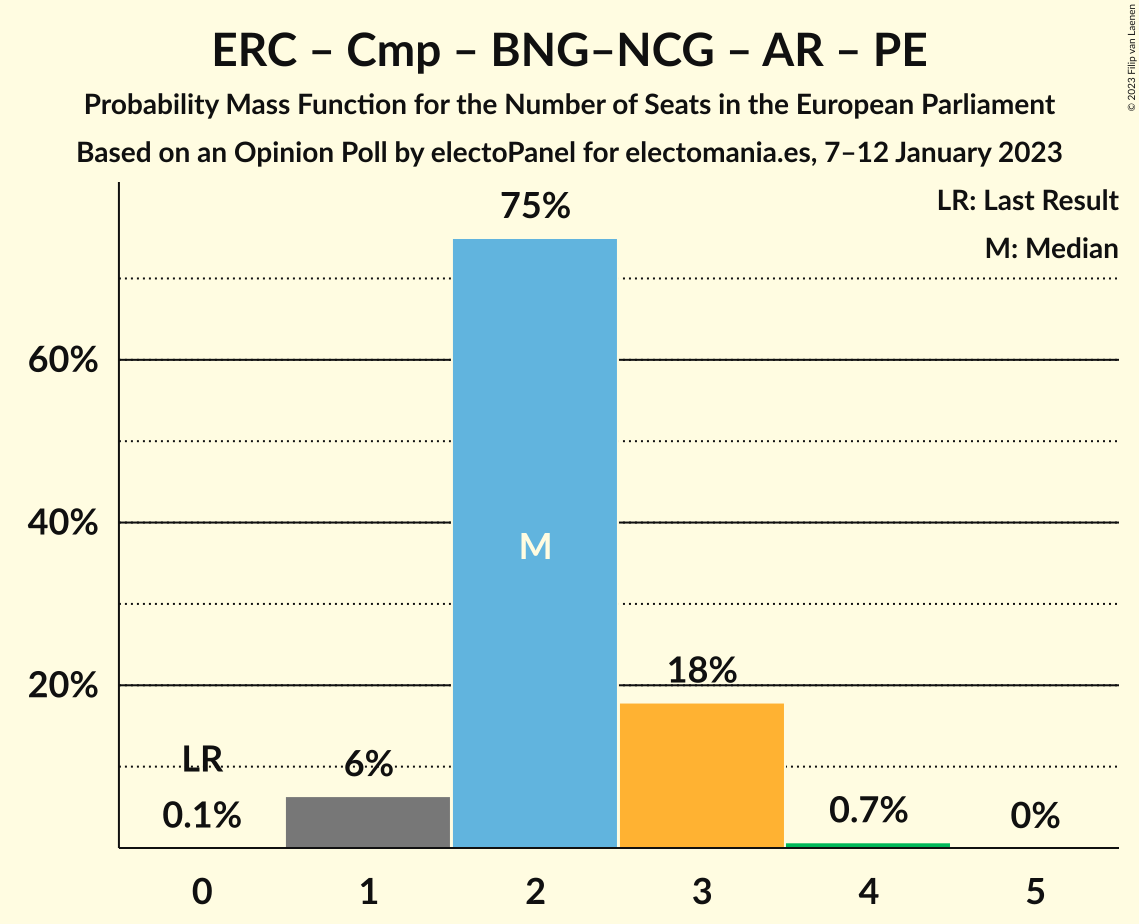 ERC – Cmp – BNG–NCG – AR – PE
Probability Mass Function for the Number of Seats in the European Parliament
Based on an Opinion Poll by electoPanel for electomania.es, 7–12 January 2023
© 2023 Filip van Laenen
LR: Last Result
M: Median
75%
60%
40%
M
20%
18%
LR
6%
0.1%
0.7%
0%
0 1 2 3 4 5